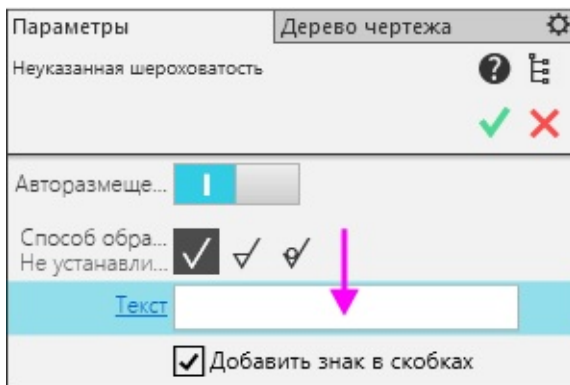 Параметры
Дерево чертежа
Неуказанная шероховатость
Авторазмеще...
Способ обра...
Не устанавли...
Текст
Добавить знак в скобках